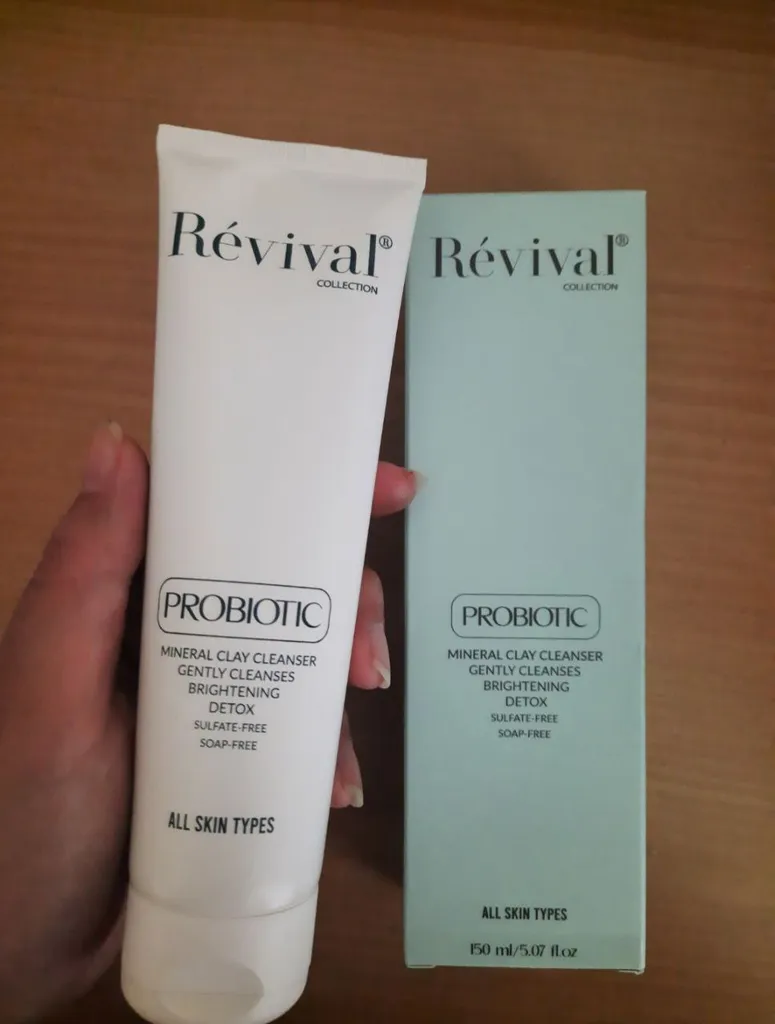 Révival®
COLLECTION
PROBIOTIC
MINERAL CLAY CLEANSER
GENTLY CLEANSES
BRIGHTENING
DETOX
SULFATE-FREE
SOAP-FREE
ALL SKIN TYPES
Révival®
COLLECTION
PROBIOTIC
MINERAL CLAY CLEANSER
GENTLY CLEANSES
BRIGHTENING
DETOX
SULFATE-FREE
SOAP-FREE
ALL SKIN TYPES
150 ml/5.07 fl.oz